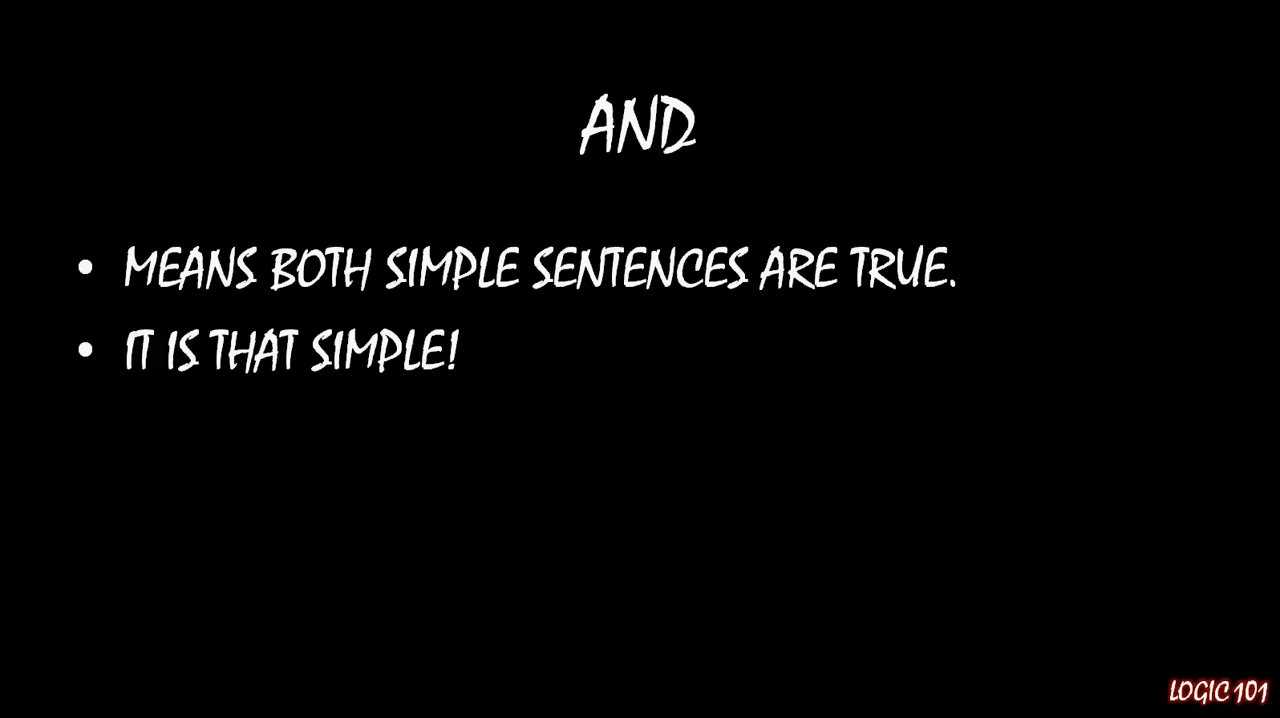 AND
• MEANS BOTH SIMPLE SENTENCES ARE TRUE.
• IT IS THAT SIMPLE!
LOGIC 101